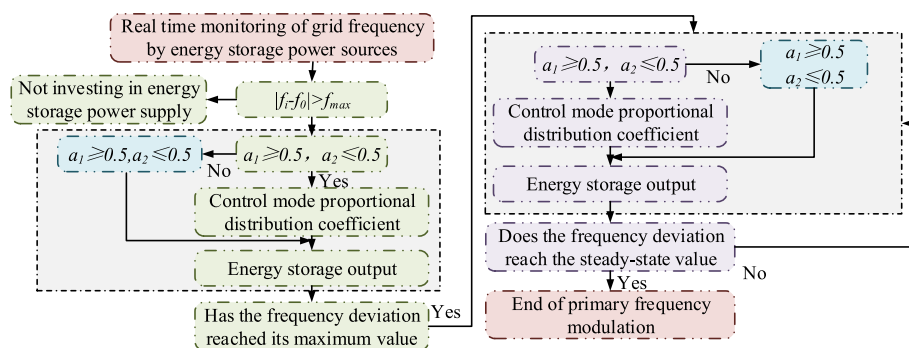 Real time monitoring of grid frequency
by energy storage power sources
Not investing in energy
storage power supply
|fᵢ-f₀|>fₘₐₓ
a₁≥0.5,a₂≤0.5
No
a₁≥0.5，a₂≤0.5
Yes
Control mode proportional
distribution coefficient
Energy storage output
Has the frequency deviation
reached its maximum value
Yes
a₁≥0.5，a₂≤0.5
No
a₁≥0.5
a₂≤0.5
Control mode proportional
distribution coefficient
Energy storage output
Does the frequency deviation
reach the steady-state value
No
Yes
End of primary frequency
modulation